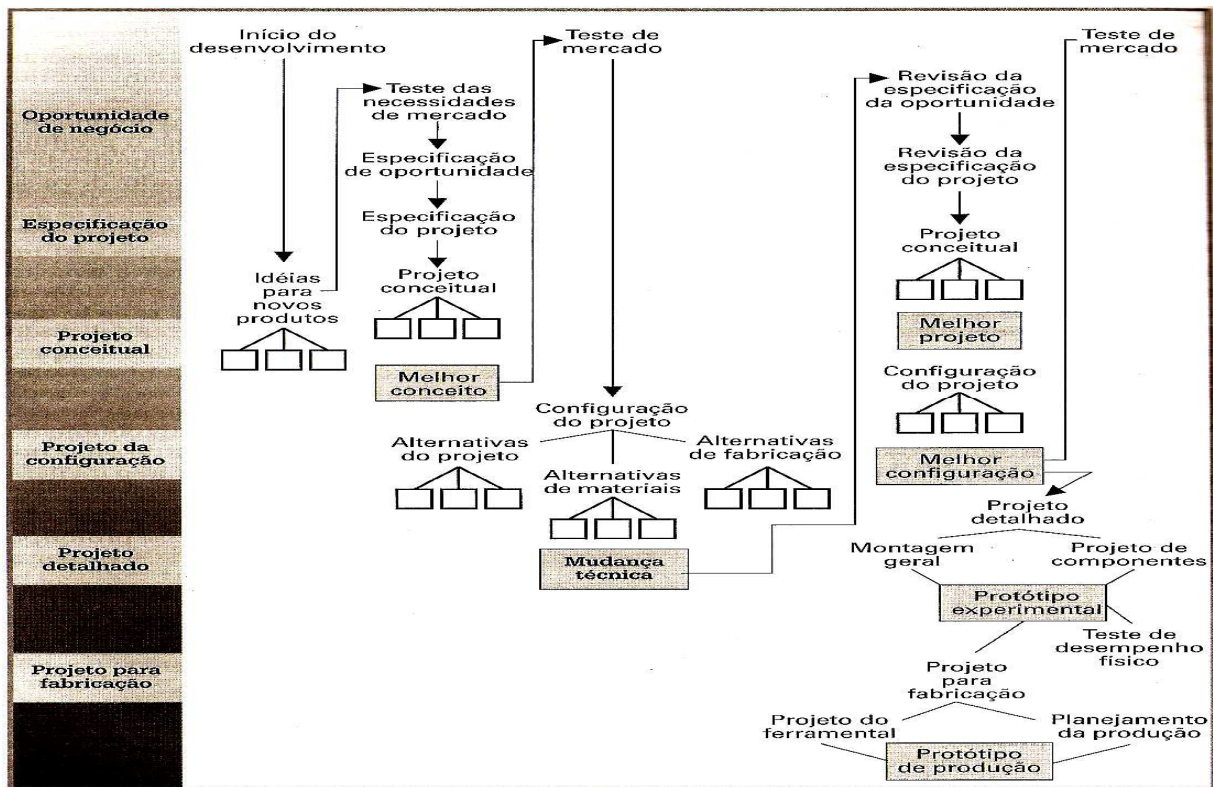 Oportunidade
de negócio
Especificação
do projeto
Projeto
conceitual
Projeto da
configuração
Projeto
detalhado
Projeto para
fabricação
Início do
desenvolvimento
Idéias
para
novos
produtos
Teste das
necessidades
de mercado
Especificação
de oportunidade
Especificação
do projeto
Projeto
conceitual
Melhor
conceito
Teste de
mercado
Configuração
do projeto
Alternativas
do projeto
Alternativas
de materiais
Alternativas
de fabricação
Mudança
técnica
Revisão da
especificação
da oportunidade
Revisão da
especificação
do projeto
Projeto
conceitual
Melhor
projeto
Configuração
do projeto
Melhor
configuração
Teste de
mercado
Projeto
detalhado
Montagem
geral
Projeto de
componentes
Protótipo
experimental
Teste de
desempenho
físico
Projeto
para
fabricação
Projeto do
ferramental
Planejamento
da produção
Protótipo
de produção